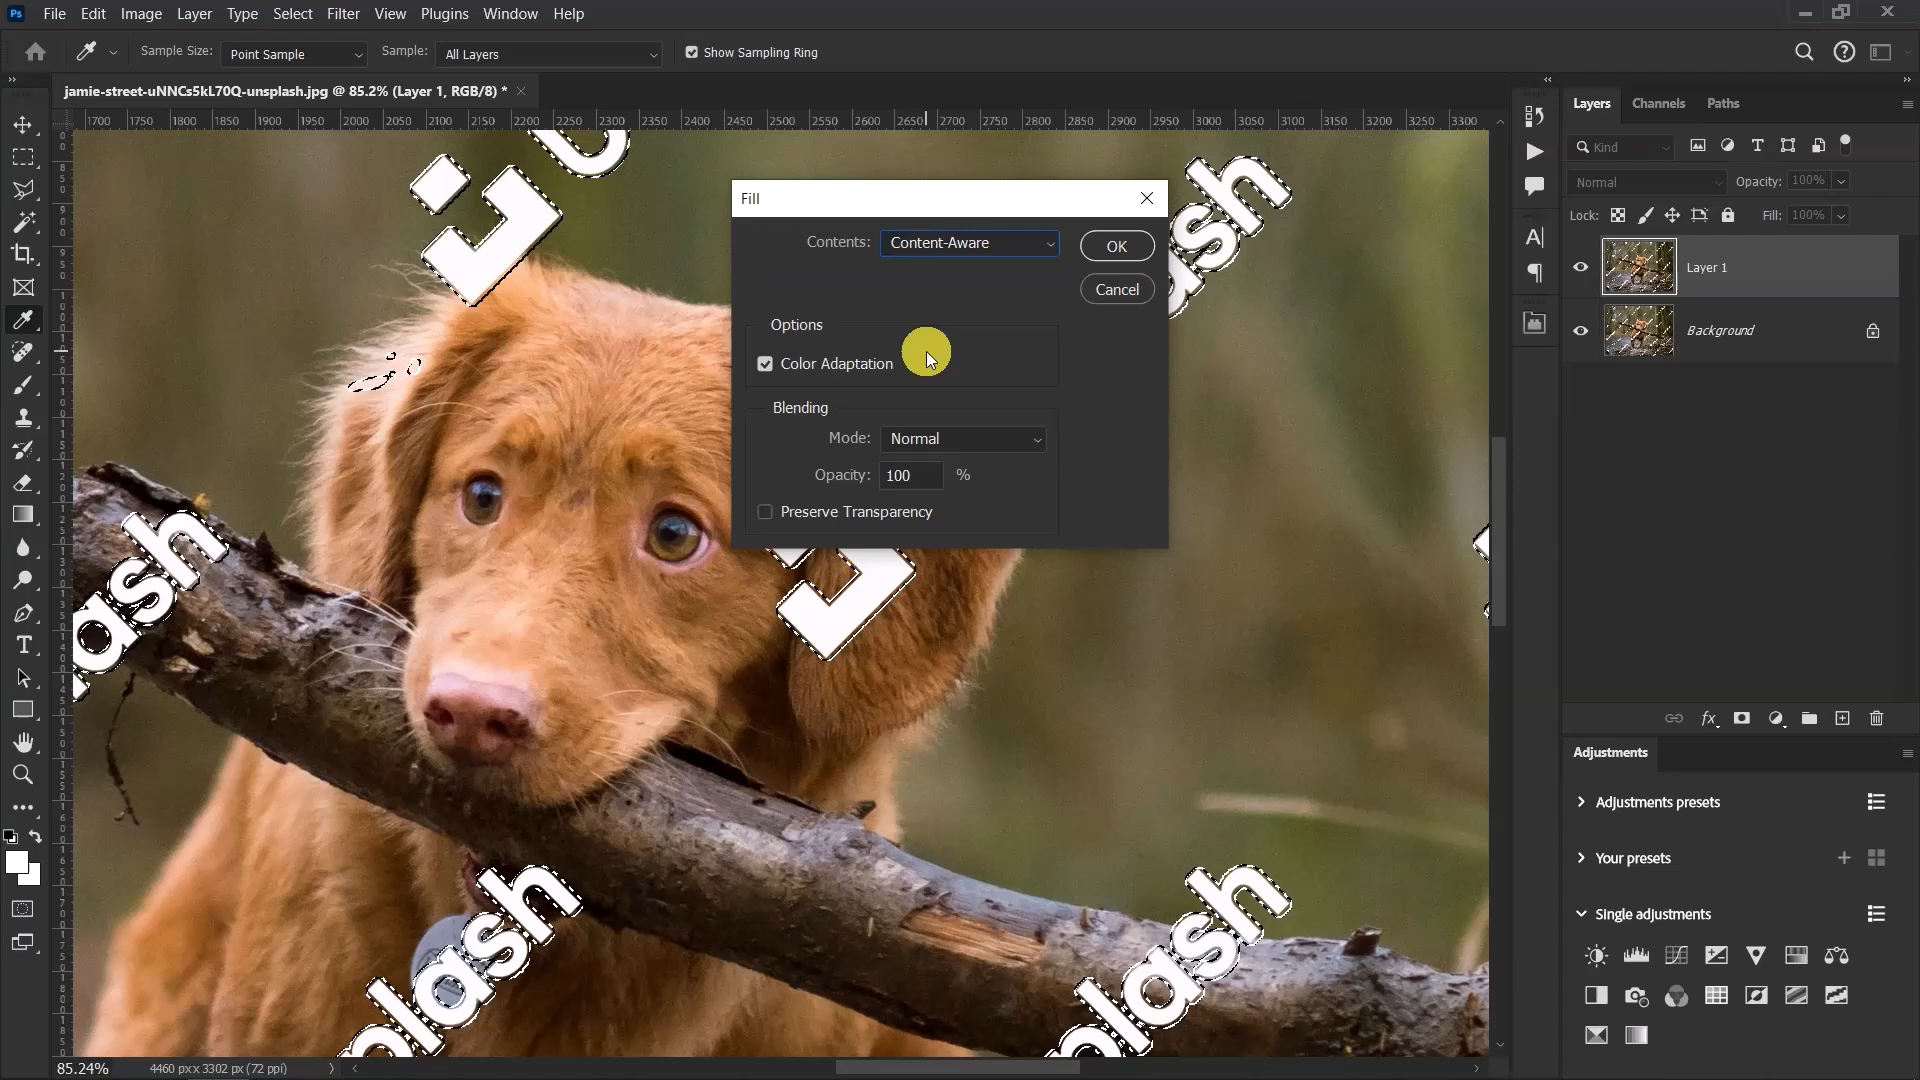 Ps File Edit Image Layer Type Select Filter View Plugins Window Help
Sample Size: Point Sample Sample: All Layers Show Sampling Ring
jamie-street-uNNCs5kL70Q-unsplash.jpg @ 85.2% (Layer 1, RGB/8) *
1700 1750 1800 1850 1900 1950 2000 2050 2100 2150 2200 2250 2300 2350 2400 2450 2500 2550 2600 2650 2700 2750 2800 2850 2900 2950 3000 3050 3100 3150 3200 3250 3300
Fill
Contents: Content-Aware
OK
Cancel
Options
Color Adaptation
Blending
Mode: Normal
Opacity: 100 %
Preserve Transparency
ash
ash
plash
plash
Layers Channels Paths
Kind
Normal Opacity: 100%
Lock: Fill: 100%
Layer 1
Background
Adjustments
Adjustments presets
Your presets
Single adjustments
85.24% 4460 px x 3302 px (72 ppi)